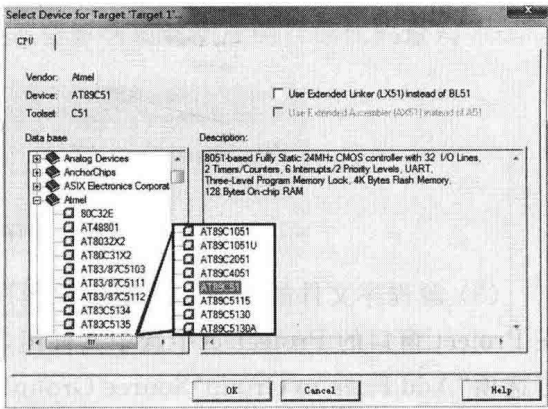 Select Device for Target 'Target 1'...
CPU
Vendor: Atmel
Device: AT89C51
Toolset: C51
Use Extended Linker (LX51) instead of BL51
Use Extended Assembler (AX51) instead of A51
Data base
Description:
Analog Devices
AnchorChips
ASIX Electronics Corporat
Atmel
80C32E
AT48801
AT8032X2
AT80C31X2
AT83/87C5103
AT83/87C5111
AT83/87C5112
AT83C5134
AT83C5135
AT89C1051
AT89C1051U
AT89C2051
AT89C4051
AT89C51
AT89C5115
AT89C5130
AT89C5130A
8051-based Fully Static 24MHz CMOS controller with 32 I/O Lines,
2 Timers/Counters, 6 Interrupts/2 Priority Levels, UART,
Three-Level Program Memory Lock, 4K Bytes Flash Memory,
128 Bytes On-chip RAM
OK
Cancel
Help